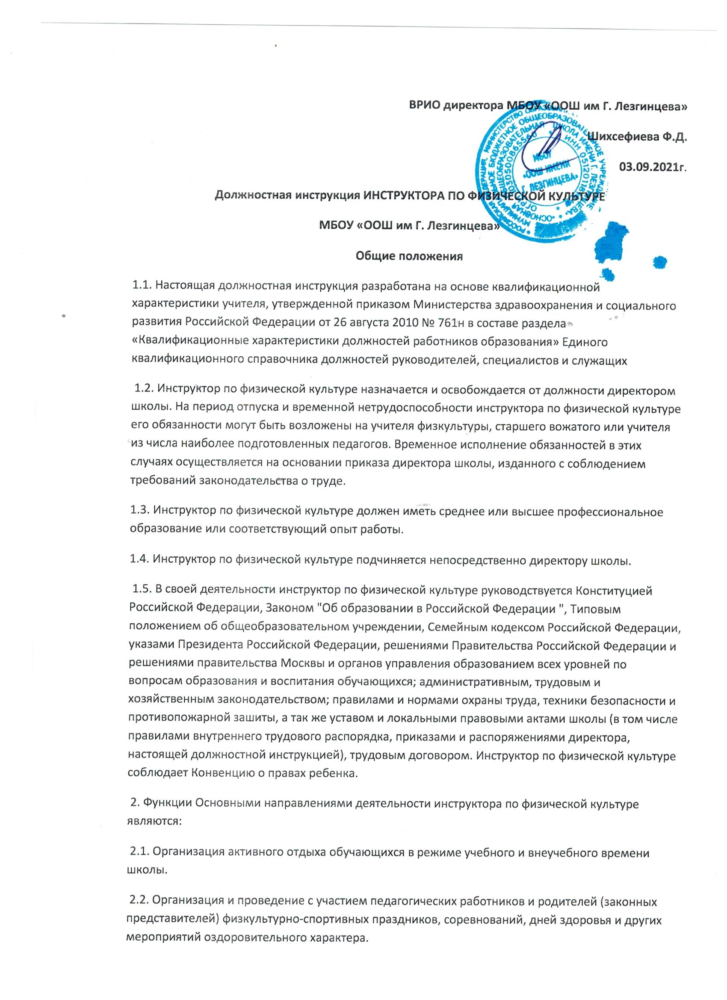 ВРИО директора МБОУ «ООШ им Г. Лезгинцева»
Шихсефиева Ф.Д.
03.09.2021г.
МБОУ
«ООШ ИМЕНИ
Г. ЛЕЗГИНЦЕВА»
Должностная инструкция ИНСТРУКТОРА ПО ФИЗИЧЕСКОЙ КУЛЬТУРЕ
МБОУ «ООШ им Г. Лезгинцева»
Общие положения
1.1. Настоящая должностная инструкция разработана на основе квалификационной
характеристики учителя, утвержденной приказом Министерства здравоохранения и социального
развития Российской Федерации от 26 августа 2010 № 761н в составе раздела
«Квалификационные характеристики должностей работников образования» Единого
квалификационного справочника должностей руководителей, специалистов и служащих
1.2. Инструктор по физической культуре назначается и освобождается от должности директором
школы. На период отпуска и временной нетрудоспособности инструктора по физической культуре
его обязанности могут быть возложены на учителя физкультуры, старшего вожатого или учителя
из числа наиболее подготовленных педагогов. Временное исполнение обязанностей в этих
случаях осуществляется на основании приказа директора школы, изданного с соблюдением
требований законодательства о труде.
1.3. Инструктор по физической культуре должен иметь среднее или высшее профессиональное
образование или соответствующий опыт работы.
1.4. Инструктор по физической культуре подчиняется непосредственно директору школы.
1.5. В своей деятельности инструктор по физической культуре руководствуется Конституцией
Российской Федерации, Законом "Об образовании в Российской Федерации ", Типовым
положением об общеобразовательном учреждении, Семейным кодексом Российской Федерации,
указами Президента Российской Федерации, решениями Правительства Российской Федерации и
решениями правительства Москвы и органов управления образованием всех уровней по
вопросам образования и воспитания обучающихся; административным, трудовым и
хозяйственным законодательством; правилами и нормами охраны труда, техники безопасности и
противопожарной зашиты, а так же уставом и локальными правовыми актами школы (в том числе
правилами внутреннего трудового распорядка, приказами и распоряжениями директора,
настоящей должностной инструкцией), трудовым договором. Инструктор по физической культуре
соблюдает Конвенцию о правах ребенка.
2. Функции Основными направлениями деятельности инструктора по физической культуре
являются:
2.1. Организация активного отдыха обучающихся в режиме учебного и внеучебного времени
школы.
2.2. Организация и проведение с участием педагогических работников и родителей (законных
представителей) физкультурно-спортивных праздников, соревнований, дней здоровья и других
мероприятий оздоровительного характера.